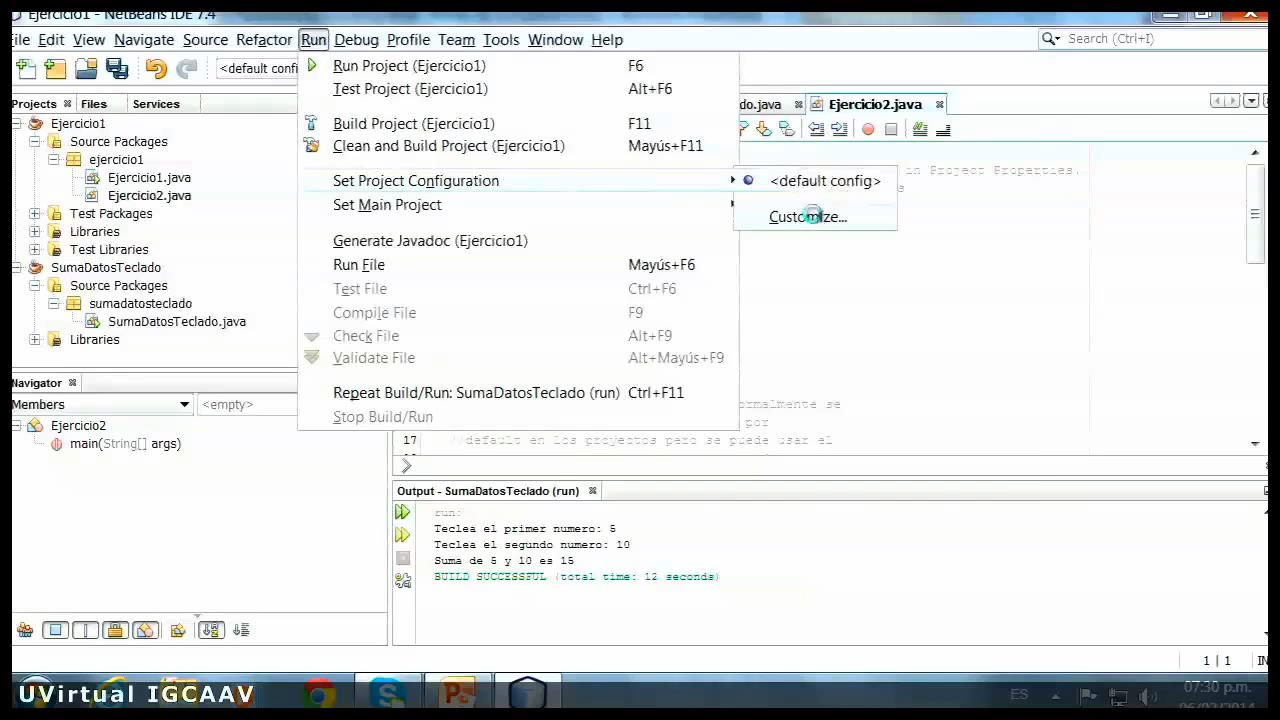 Ejercicio1 - NetBeans IDE 7.4
ile Edit View Navigate Source Refactor Run Debug Profile Team Tools Window Help
Search (Ctrl+I)
<default confi
Run Project (Ejercicio1) F6
Test Project (Ejercicio1) Alt+F6
Build Project (Ejercicio1) F11
Clean and Build Project (Ejercicio1) Mayús+F11
Set Project Configuration
Set Main Project
Generate Javadoc (Ejercicio1)
Run File Mayús+F6
Test File Ctrl+F6
Compile File F9
Check File Alt+F9
Validate File Alt+Mayús+F9
Repeat Build/Run: SumaDatosTeclado (run) Ctrl+F11
Stop Build/Run
<default config>
Customize...
Projects Files Services
Ejercicio1
Source Packages
ejercicio1
Ejercicio1.java
Ejercicio2.java
Test Packages
Libraries
Test Libraries
SumaDatosTeclado
Source Packages
sumadatosteclado
SumaDatosTeclado.java
Libraries
Navigator
Members <empty>
Ejercicio2
main(String[] args)
do.java Ejercicio2.java
in Project Properties.
s
ormalmente se
por
17 //default en los proyectos pero se puede usar el
Output - SumaDatosTeclado (run)
run:
Teclea el primer numero: 5
Teclea el segundo numero: 10
Suma de 5 y 10 es 15
BUILD SUCCESSFUL (total time: 12 seconds)
1 | 1 IN
UVirtual IGCAAV
ES
07:30 p.m.